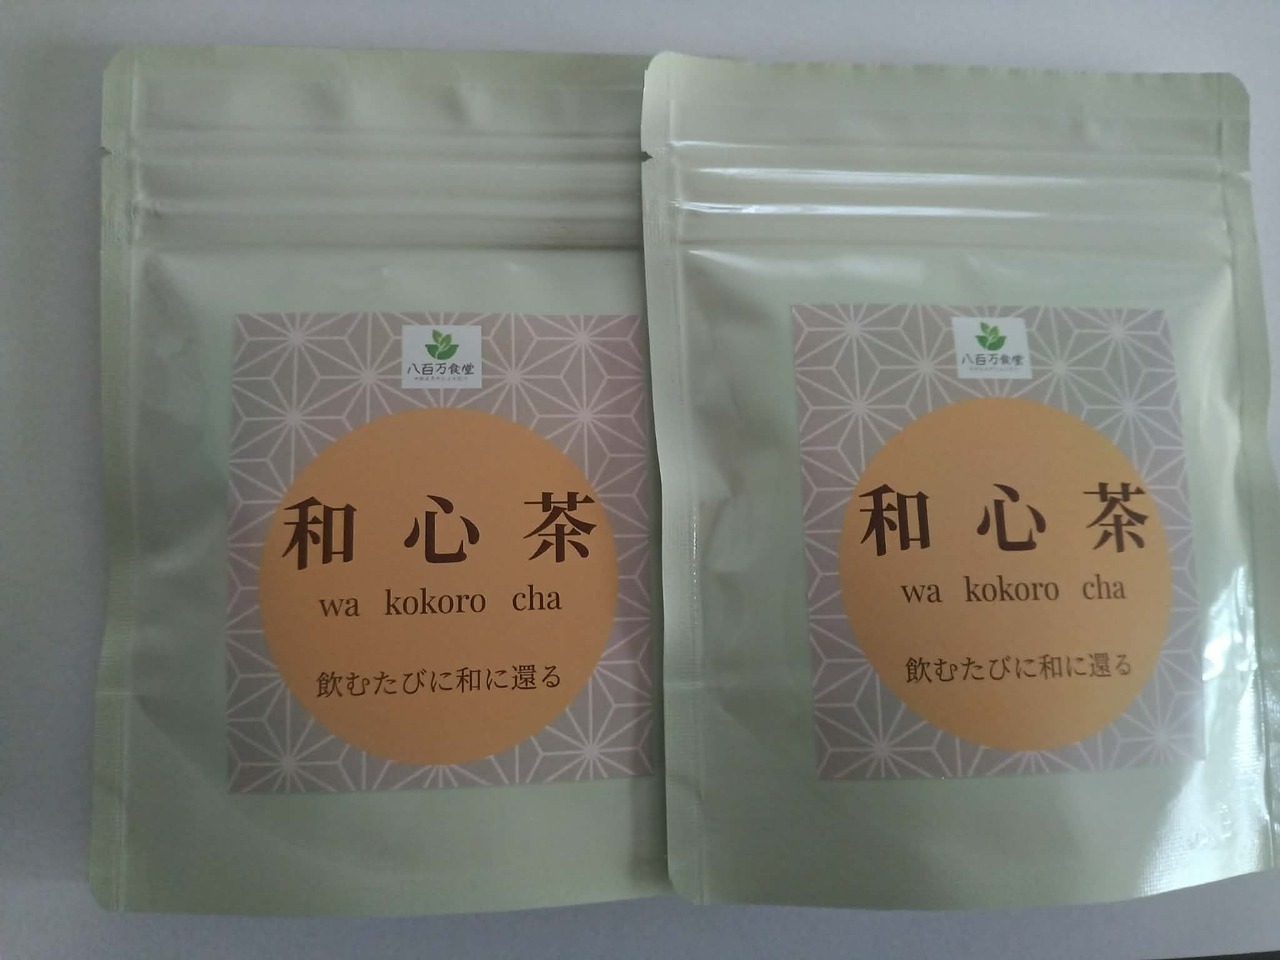 八百万食堂
和心茶
wa kokoro cha
飲むたびに和に還る
八百万食堂
和心茶
wa kokoro cha
飲むたびに和に還る